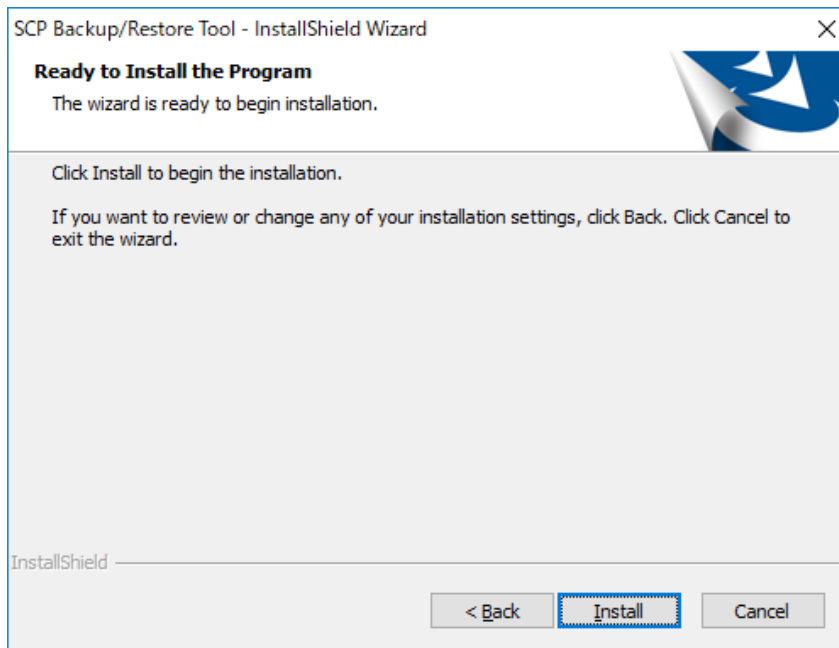 SCP Backup/Restore Tool - InstallShield Wizard
Ready to Install the Program
The wizard is ready to begin installation.
Click Install to begin the installation.
If you want to review or change any of your installation settings, click Back. Click Cancel to
exit the wizard.
InstallShield
< Back
Install
Cancel